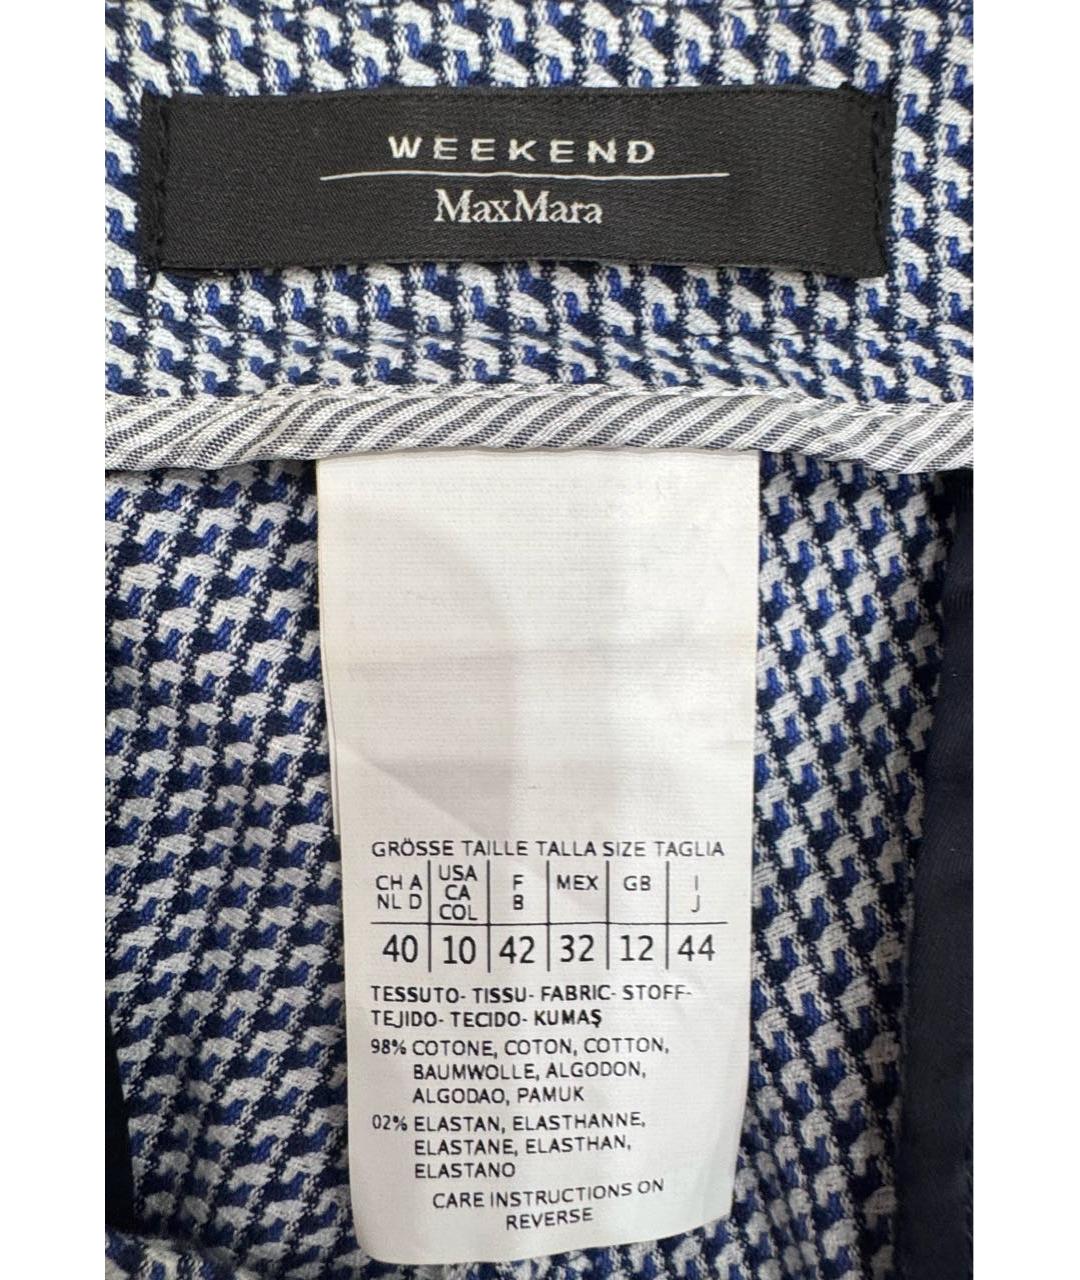 WEEKEND
MaxMara
GRÖSSE TAILLE TALLA SIZE TAGLIA
CH A NL D USA CA COL F B MEX GB I J
40 10 42 32 12 44
TESSUTO- TISSU- FABRIC- STOFF-
TEJIDO- TECIDO- KUMAŞ
98% COTONE, COTON, COTTON,
BAUMWOLLE, ALGODON,
ALGODAO, PAMUK
02% ELASTAN, ELASTHANNE,
ELASTANE, ELASTHAN,
ELASTANO
CARE INSTRUCTIONS ON
REVERSE